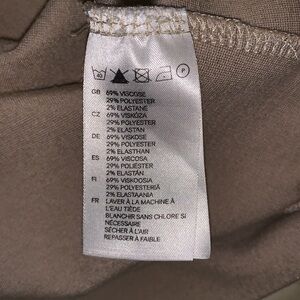 40 P
GB 69% VISCOSE
29% POLYESTER
2% ELASTANE
CZ 69% VISKÓZA
29% POLYESTER
2% ELASTAN
DE 69% VISKOSE
29% POLYESTER
2% ELASTHAN
ES 69% VISCOSA
29% POLIÉSTER
2% ELASTÁN
FI 69% VISKOOSIA
29% POLYESTERIÄ
2% ELASTAANIA
FR LAVER À LA MACHINE À
L'EAU TIÈDE
BLANCHIR SANS CHLORE SI
NÉCESSAIRE
SÉCHER À L'AIR
REPASSER À FAIBLE